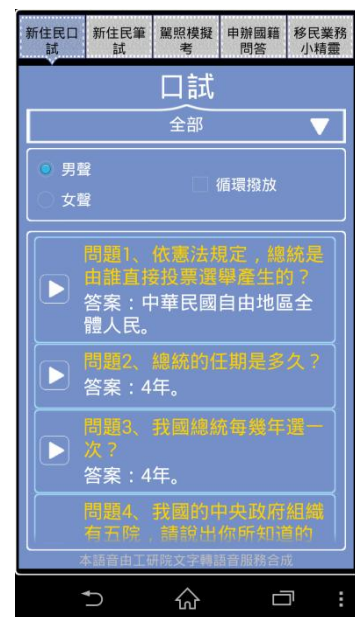 新住民口試
新住民筆試
駕照模擬考
申辦國籍問答
移民業務小精靈
口試
全部
男聲
女聲
循環撥放
問題1、依憲法規定，總統是
由誰直接投票選舉產生的？
答案：中華民國自由地區全
體人民。
問題2、總統的任期是多久？
答案：4年。
問題3、我國總統每幾年選一
次？
答案：4年。
問題4、我國的中央政府組織
有五院，請說出你所知道的
本語音由工研院文字轉語音服務合成